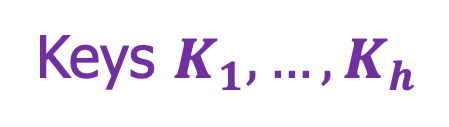 Keys K₁, ... , Kₕ